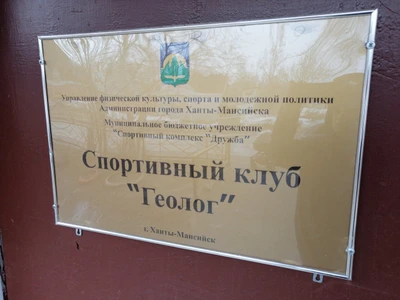 Управление физической культуры, спорта и молодежной политики
Администрации города Ханты-Мансийска
Муниципальное бюджетное учреждение
"Спортивный комплекс "Дружба"
Спортивный клуб
"Геолог"
г. Ханты-Мансийск